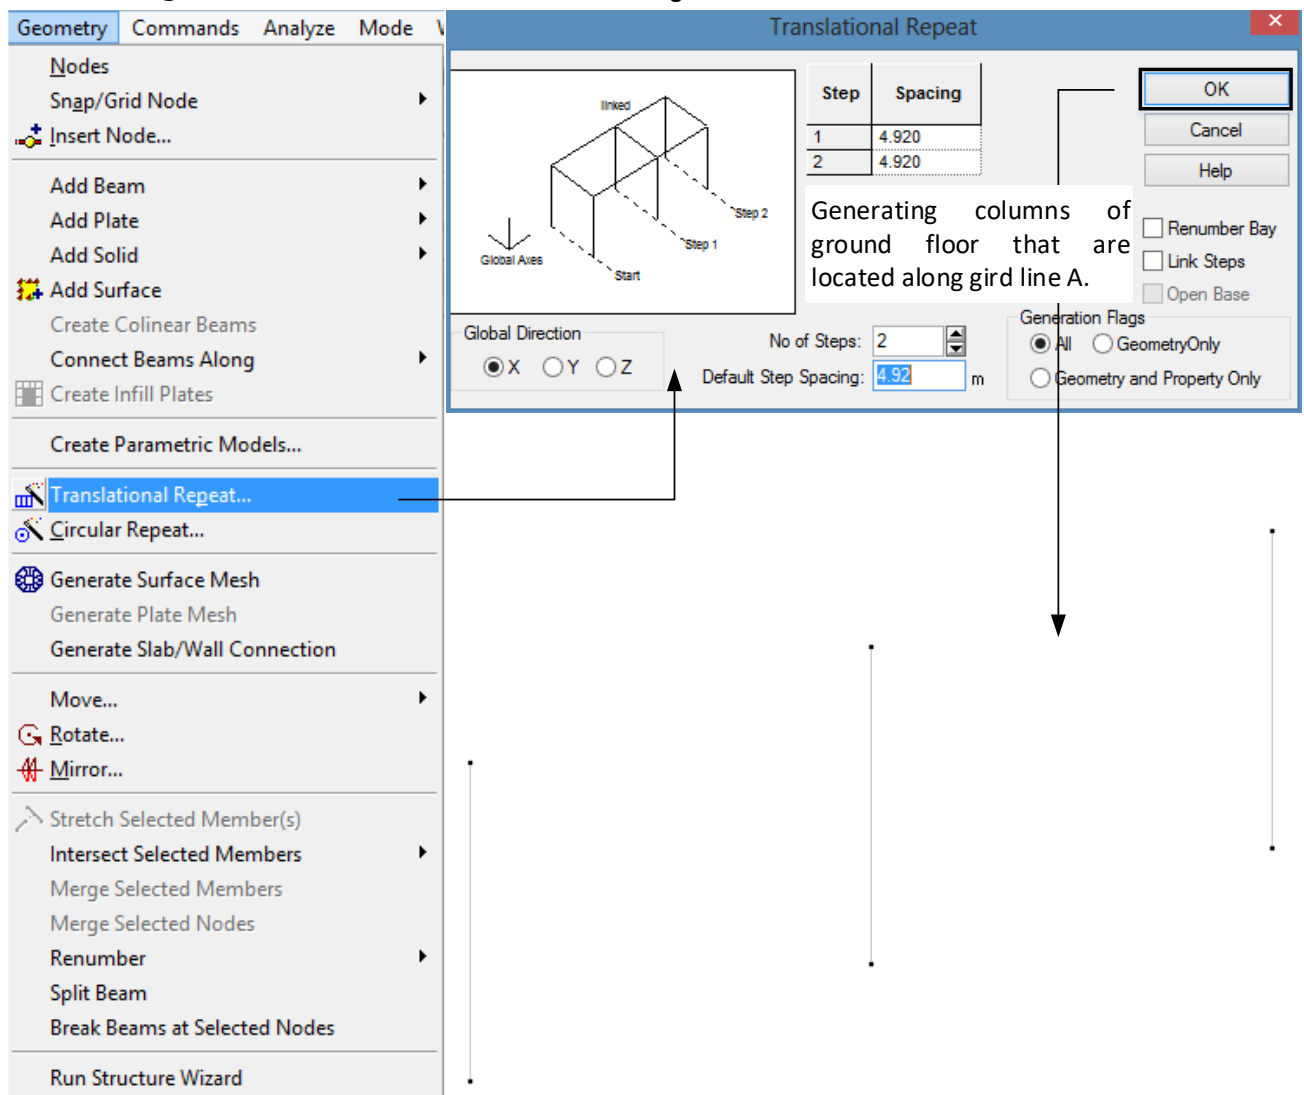 Geometry Commands Analyze Mode
Nodes
Snap/Grid Node
Insert Node...
Add Beam
Add Plate
Add Solid
Add Surface
Create Colinear Beams
Connect Beams Along
Create Infill Plates
Create Parametric Models...
Translational Repeat...
Circular Repeat...
Generate Surface Mesh
Generate Plate Mesh
Generate Slab/Wall Connection
Move...
Rotate...
Mirror...
Stretch Selected Member(s)
Intersect Selected Members
Merge Selected Members
Merge Selected Nodes
Renumber
Split Beam
Break Beams at Selected Nodes
Run Structure Wizard
Translational Repeat
linked
Step 2
Step 1
Start
Global Axes
Step Spacing
1 4.920
2 4.920
OK
Cancel
Help
Generating columns of
ground floor that are
located along gird line A.
Renumber Bay
Link Steps
Open Base
Global Direction
X Y Z
No of Steps: 2
Default Step Spacing: 4.92 m
Generation Flags
All GeometryOnly
Geometry and Property Only